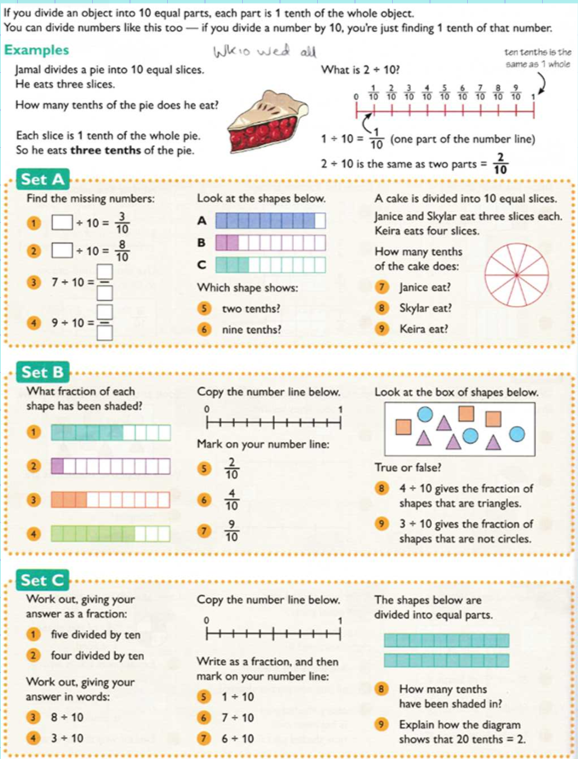 If you divide an object into 10 equal parts, each part is 1 tenth of the whole object.
You can divide numbers like this too — if you divide a number by 10, you're just finding 1 tenth of that number.
Examples
Wk10 wed all
Jamal divides a pie into 10 equal slices.
He eats three slices.
How many tenths of the pie does he eat?
Each slice is 1 tenth of the whole pie.
So he eats three tenths of the pie.
ten tenths is the
same as 1 whole
What is 2 ÷ 10?
0 1/10 2/10 3/10 4/10 5/10 6/10 7/10 8/10 9/10 1
1 ÷ 10 = 1/10 (one part of the number line)
2 ÷ 10 is the same as two parts = 2/10
Set A
Find the missing numbers:
1 □ ÷ 10 = 3/10
2 □ ÷ 10 = 8/10
3 7 ÷ 10 = □/□
4 9 ÷ 10 = □/□
Look at the shapes below.
A
B
C
Which shape shows:
5 two tenths?
6 nine tenths?
A cake is divided into 10 equal slices.
Janice and Skylar eat three slices each.
Keira eats four slices.
How many tenths
of the cake does:
7 Janice eat?
8 Skylar eat?
9 Keira eat?
Set B
What fraction of each
shape has been shaded?
1
2
3
4
Copy the number line below.
0 1
Mark on your number line:
5 2/10
6 4/10
7 9/10
Look at the box of shapes below.
True or false?
8 4 ÷ 10 gives the fraction of
shapes that are triangles.
9 3 ÷ 10 gives the fraction of
shapes that are not circles.
Set C
Work out, giving your
answer as a fraction:
1 five divided by ten
2 four divided by ten
Work out, giving your
answer in words:
3 8 ÷ 10
4 3 ÷ 10
Copy the number line below.
0 1
Write as a fraction, and then
mark on your number line:
5 1 ÷ 10
6 7 ÷ 10
7 6 ÷ 10
The shapes below are
divided into equal parts.
8 How many tenths
have been shaded in?
9 Explain how the diagram
shows that 20 tenths = 2.